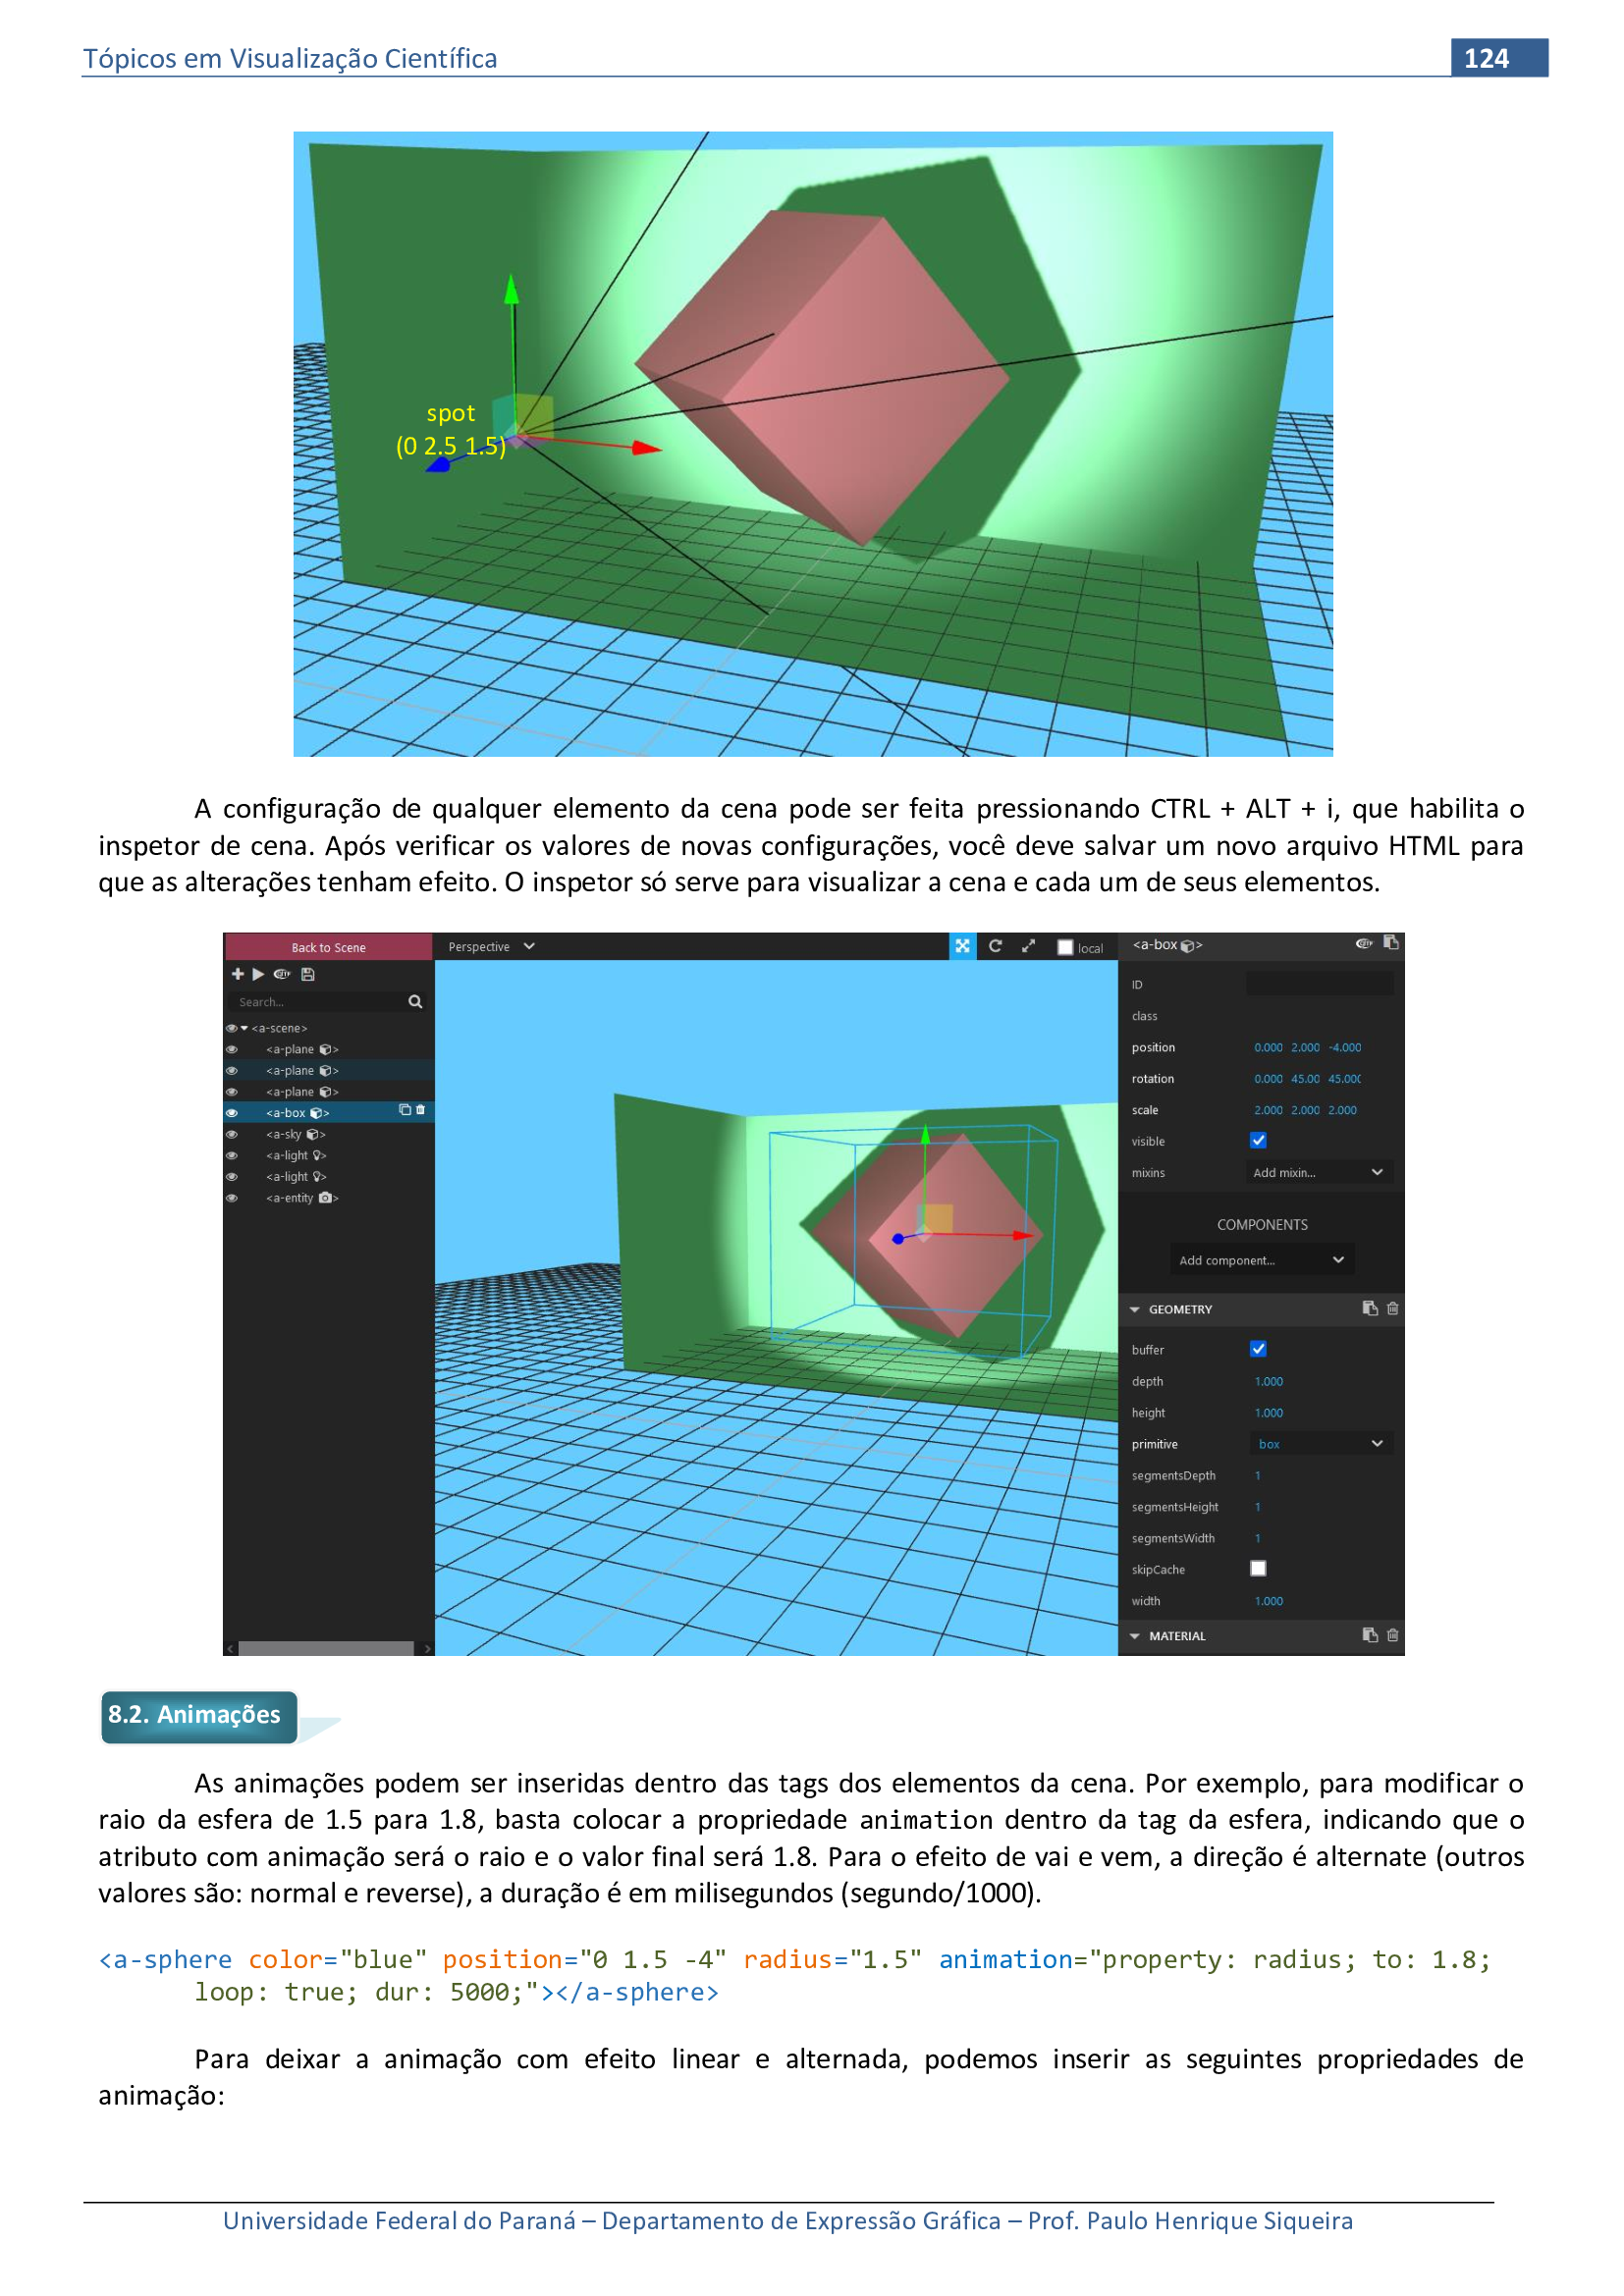 Tópicos em Visualização Científica
124
spot
(0 2.5 1.5)
A configuração de qualquer elemento da cena pode ser feita pressionando CTRL + ALT + i, que habilita o
inspetor de cena. Após verificar os valores de novas configurações, você deve salvar um novo arquivo HTML para
que as alterações tenham efeito. O inspetor só serve para visualizar a cena e cada um de seus elementos.
Back to Scene
Perspective
local
<a-box >
Search...
<a-scene>
<a-plane >
<a-plane >
<a-plane >
<a-box >
<a-sky >
<a-light >
<a-light >
<a-entity >
ID
class
position 0.000 2.000 -4.000
rotation 0.000 45.00 45.000
scale 2.000 2.000 2.000
visible
mixins Add mixin...
COMPONENTS
Add component...
GEOMETRY
buffer
depth 1.000
height 1.000
primitive box
segmentsDepth 1
segmentsHeight 1
segmentsWidth 1
skipCache
width 1.000
MATERIAL
8.2. Animações
As animações podem ser inseridas dentro das tags dos elementos da cena. Por exemplo, para modificar o
raio da esfera de 1.5 para 1.8, basta colocar a propriedade animation dentro da tag da esfera, indicando que o
atributo com animação será o raio e o valor final será 1.8. Para o efeito de vai e vem, a direção é alternate (outros
valores são: normal e reverse), a duração é em milisegundos (segundo/1000).
<a-sphere color="blue" position="0 1.5 -4" radius="1.5" animation="property: radius; to: 1.8;
loop: true; dur: 5000;"></a-sphere>
Para deixar a animação com efeito linear e alternada, podemos inserir as seguintes propriedades de
animação:
Universidade Federal do Paraná – Departamento de Expressão Gráfica – Prof. Paulo Henrique Siqueira